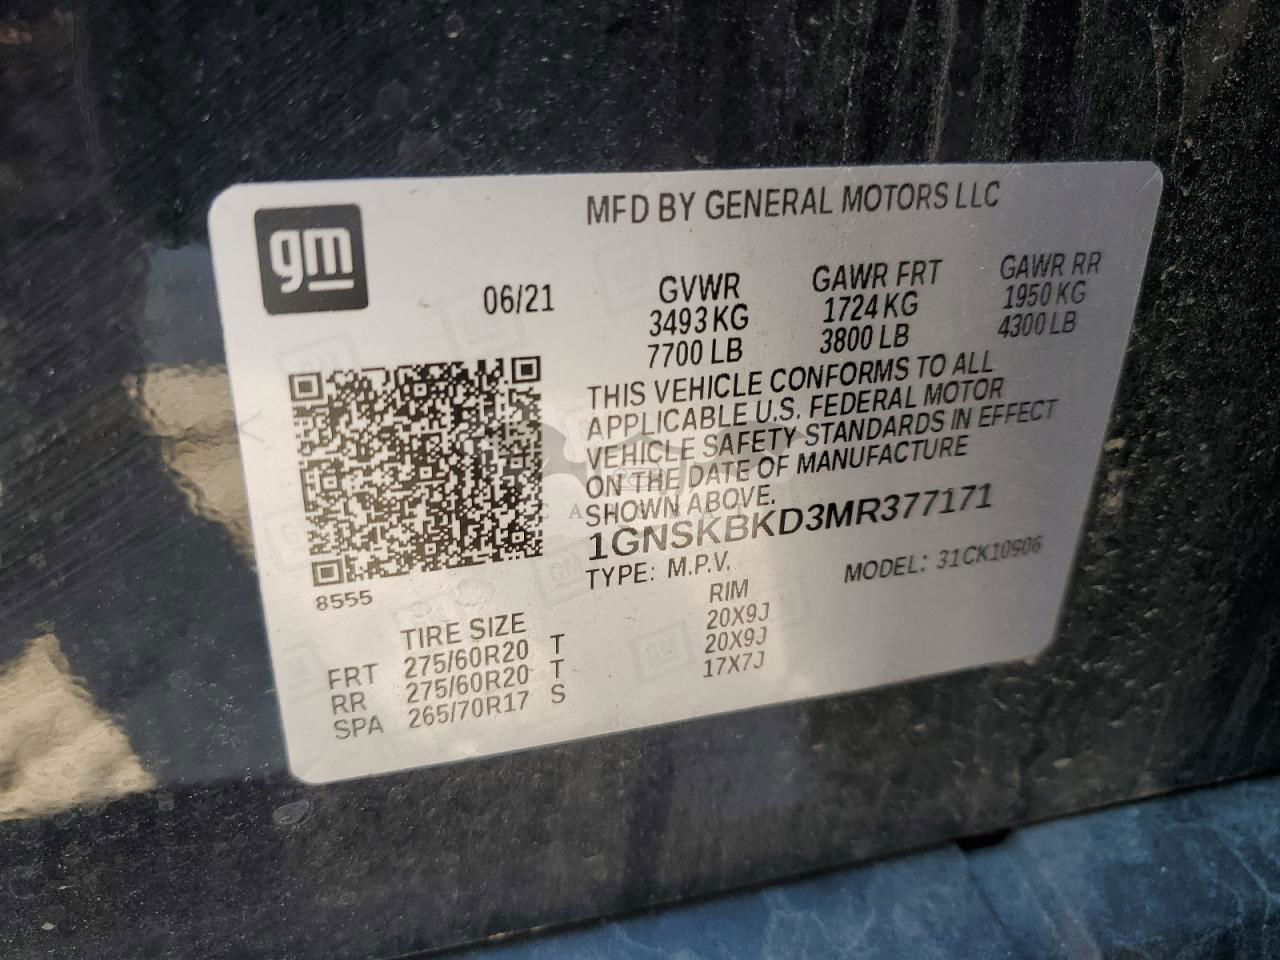 gm
MFD BY GENERAL MOTORS LLC
06/21
GVWR GAWR FRT GAWR RR
3493 KG 1724 KG 1950 KG
7700 LB 3800 LB 4300 LB
THIS VEHICLE CONFORMS TO ALL
APPLICABLE U.S. FEDERAL MOTOR
VEHICLE SAFETY STANDARDS IN EFFECT
ON THE DATE OF MANUFACTURE
SHOWN ABOVE.
1GNSKBKD3MR377171
TYPE: M.P.V. MODEL: 31CK10906
8555
TIRE SIZE RIM
FRT 275/60R20 T 20X9J
RR 275/60R20 T 20X9J
SPA 265/70R17 S 17X7J